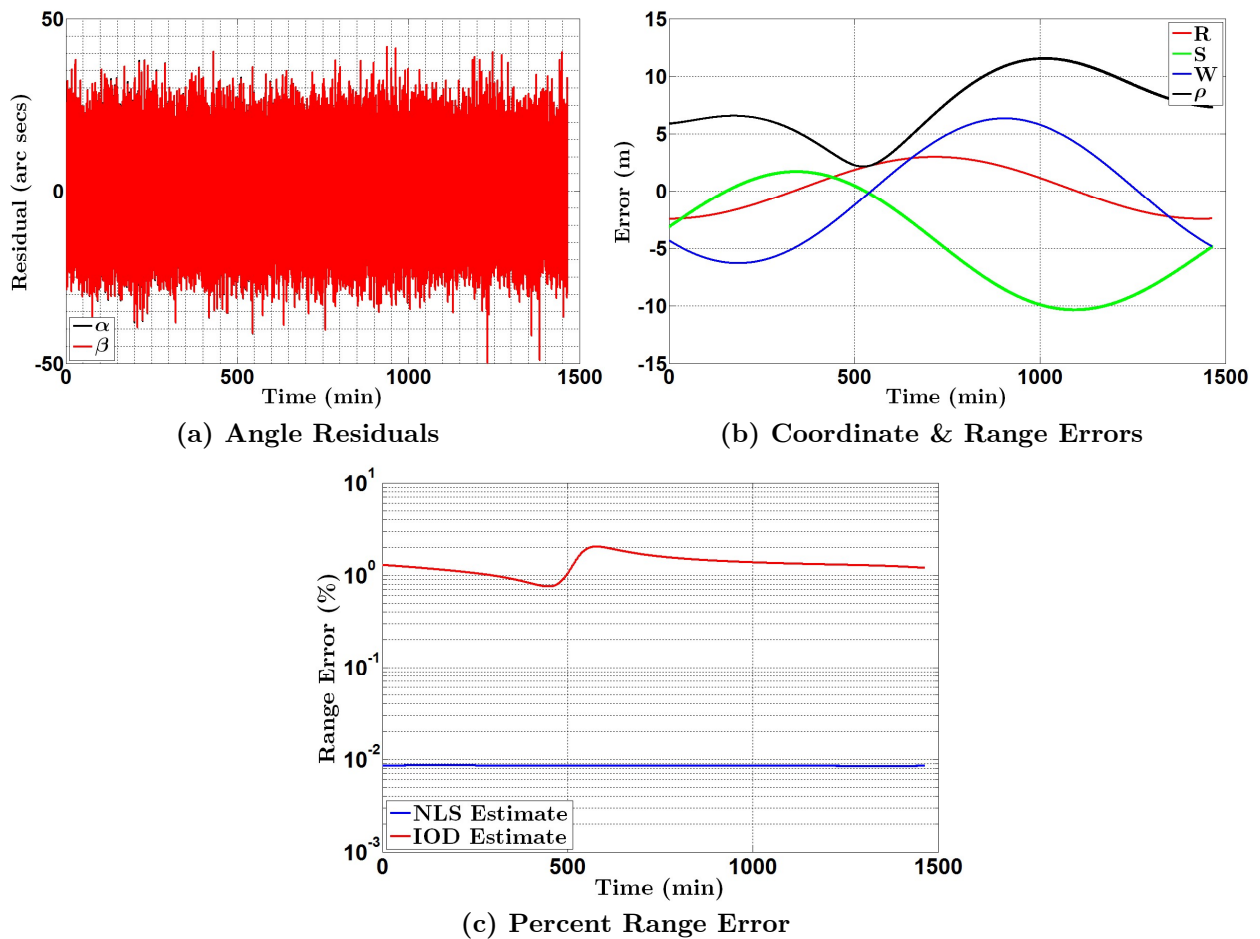 50
0
-50
0
500
1000
1500
Residual (arc secs)
Time (min)
α
β
(a) Angle Residuals
15
10
5
0
-5
-10
-15
0
500
1000
1500
Error (m)
Time (min)
R
S
W
ρ
(b) Coordinate & Range Errors
10^1
10^0
10^-1
10^-2
10^-3
0
500
1000
1500
Range Error (%)
Time (min)
NLS Estimate
IOD Estimate
(c) Percent Range Error